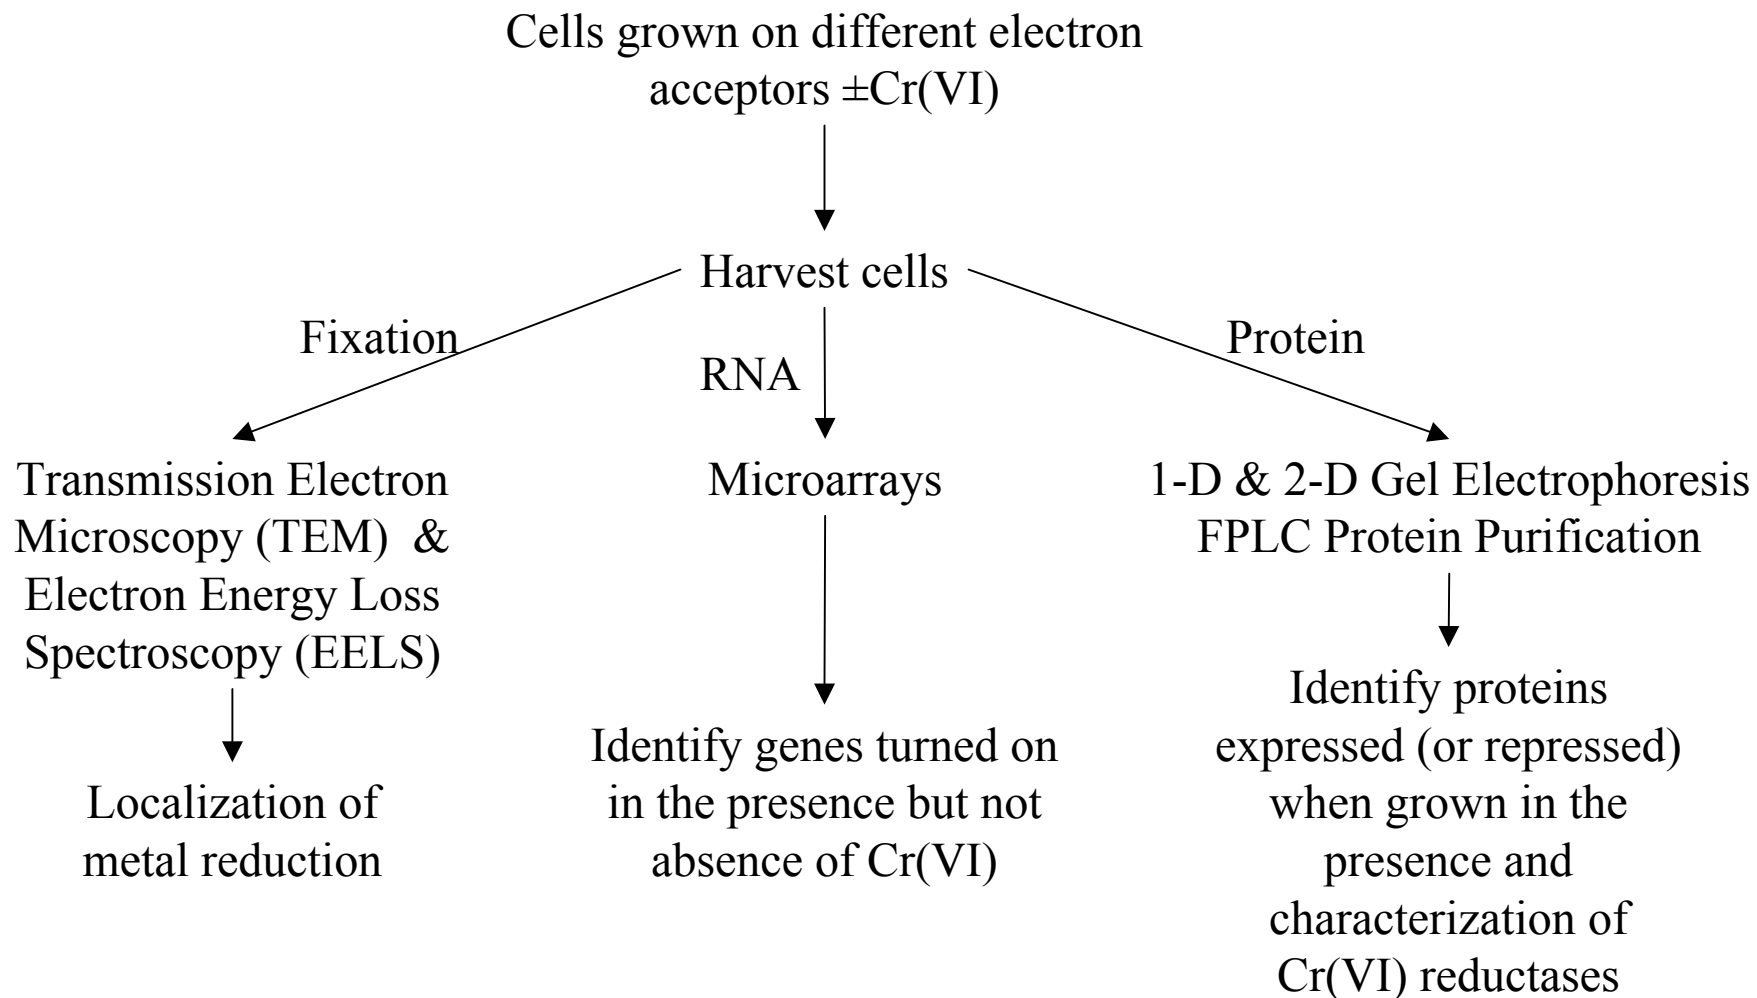 Cells grown on different electron
acceptors ±Cr(VI)
Harvest cells
Fixation
RNA
Protein
Transmission Electron
Microscopy (TEM) &
Electron Energy Loss
Spectroscopy (EELS)
Microarrays
1-D & 2-D Gel Electrophoresis
FPLC Protein Purification
Localization of
metal reduction
Identify genes turned on
in the presence but not
absence of Cr(VI)
Identify proteins
expressed (or repressed)
when grown in the
presence and
characterization of
Cr(VI) reductases